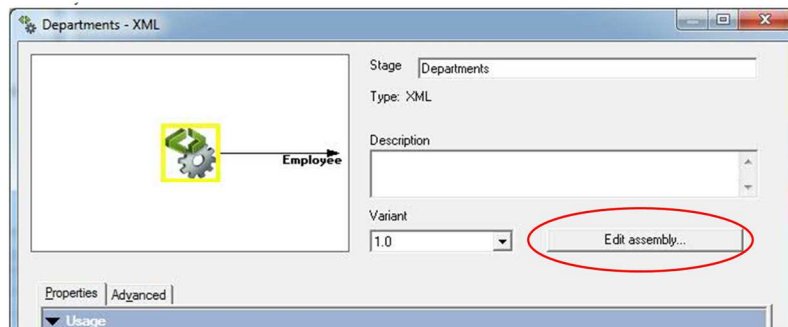 Departments - XML
Stage Departments
Type: XML
Employee
Description
Variant
1.0
Edit assembly...
Properties Advanced
Usage